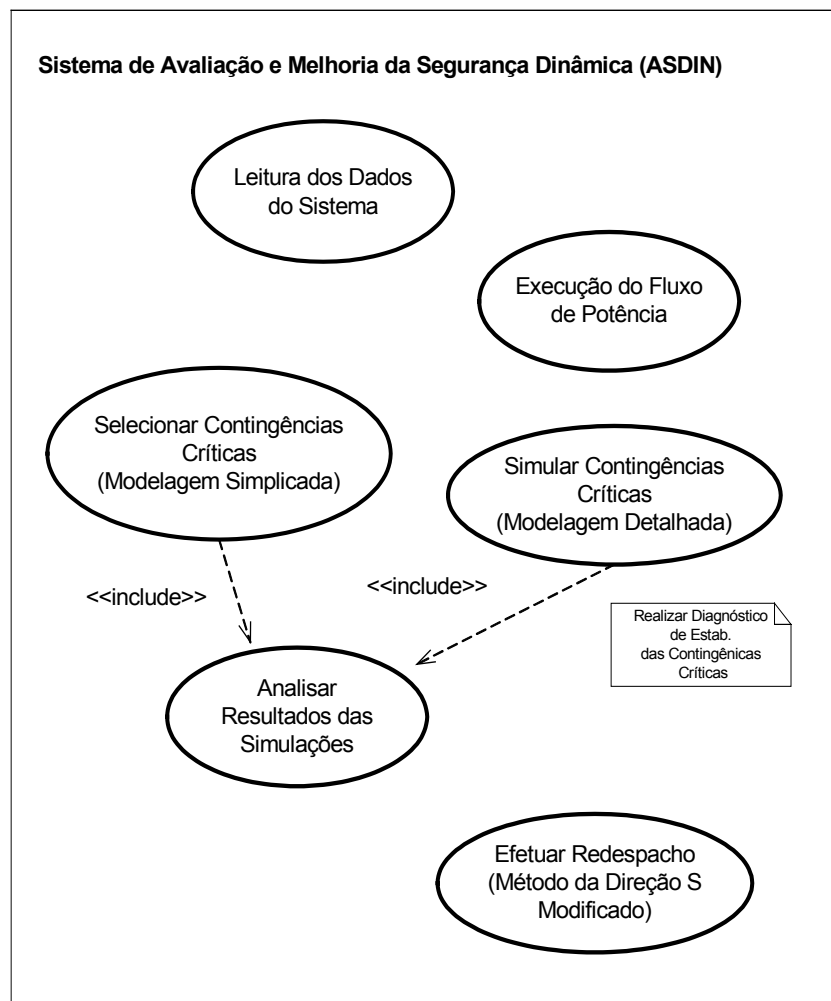 Sistema de Avaliação e Melhoria da Segurança Dinâmica (ASDIN)
Leitura dos Dados
do Sistema
Execução do Fluxo
de Potência
Selecionar Contingências
Críticas
(Modelagem Simplicada)
Simular Contingências
Críticas
(Modelagem Detalhada)
<<include>>
<<include>>
Realizar Diagnóstico
de Estab.
das Contingênicas
Críticas
Analisar
Resultados das
Simulações
Efetuar Redespacho
(Método da Direção S
Modificado)